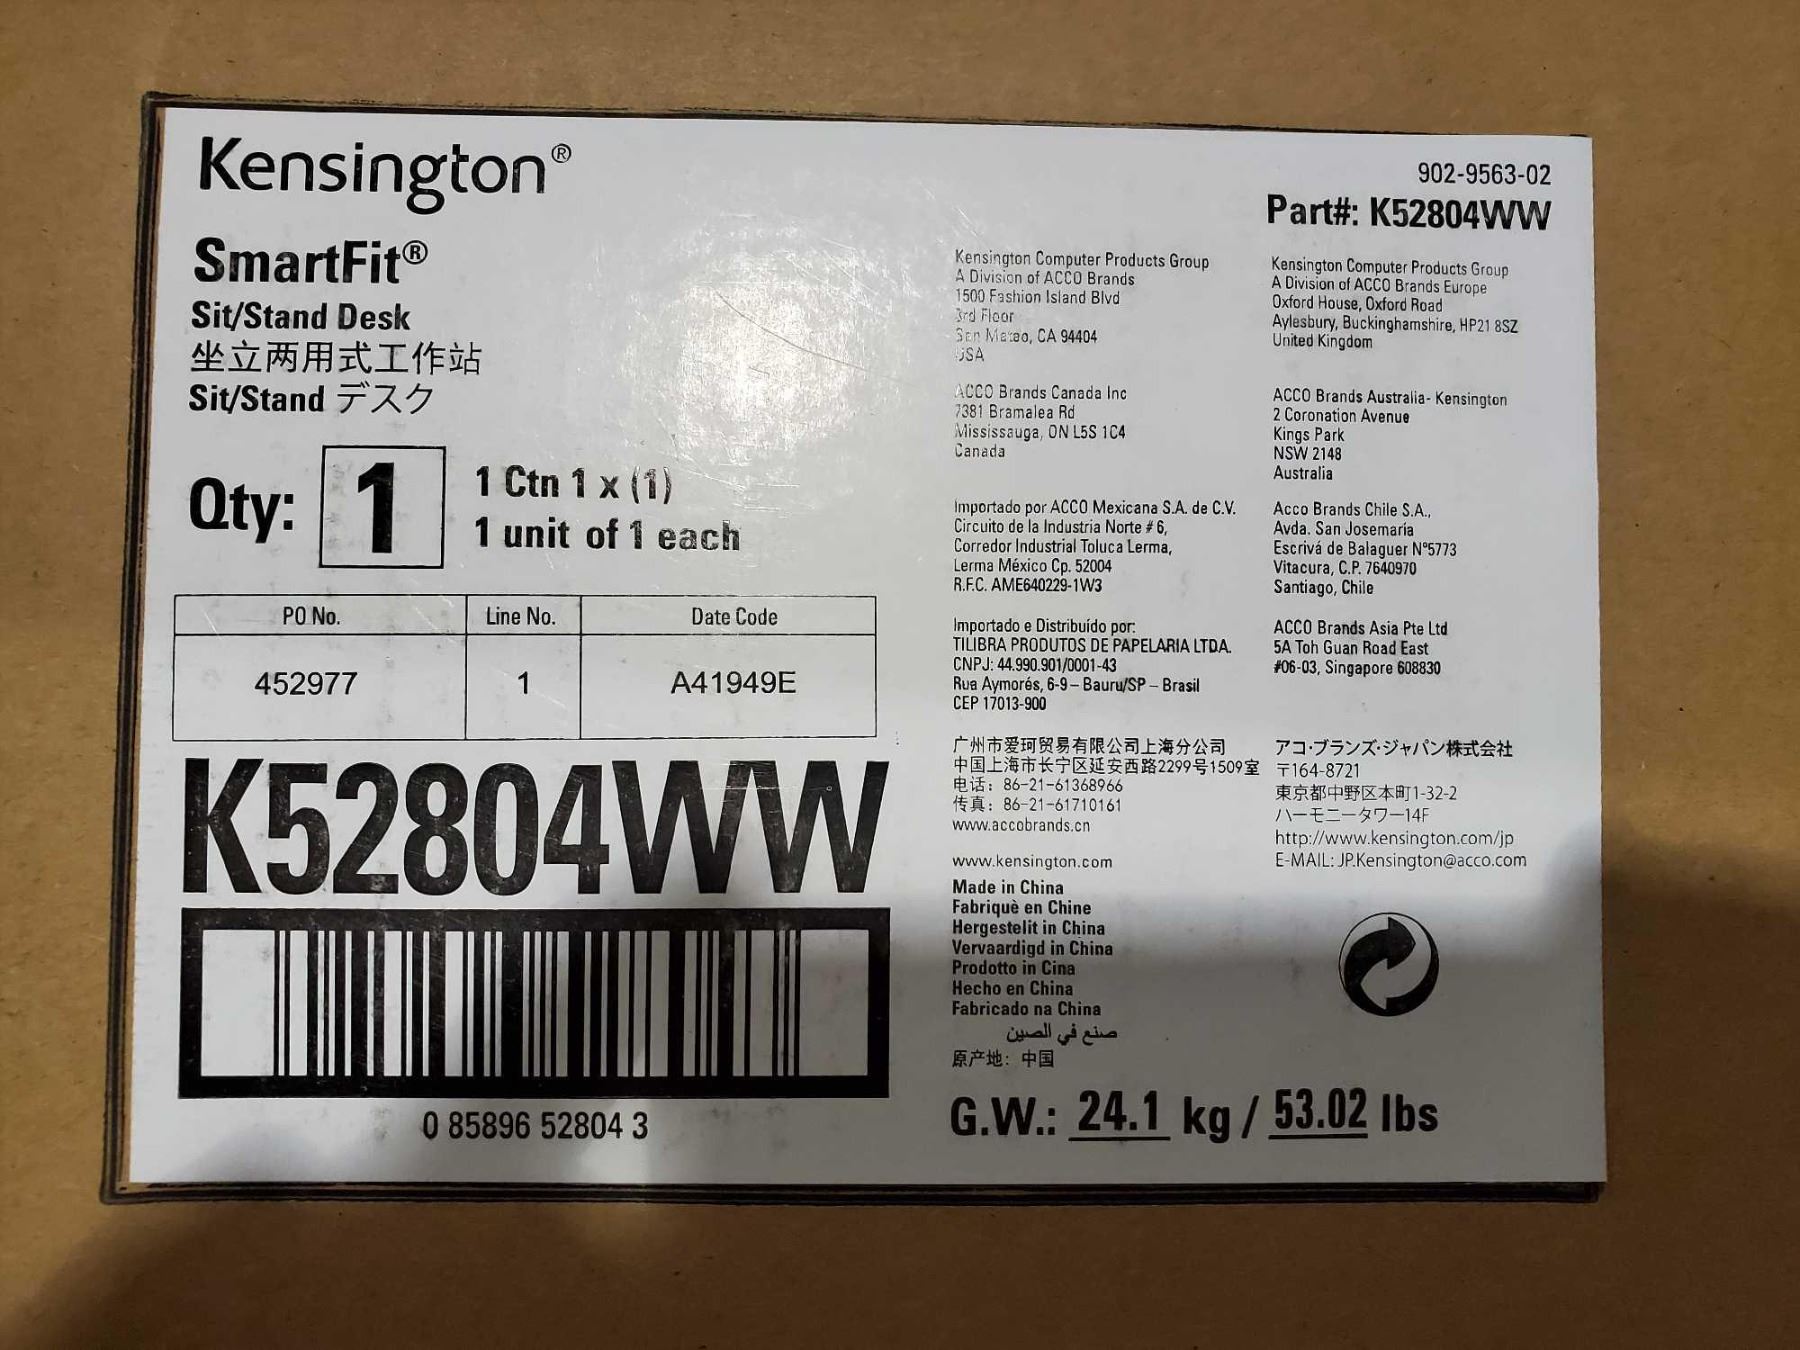 Kensington®
SmartFit®
Sit/Stand Desk
坐立两用式工作站
Sit/Stand デスク
Qty: 1
1 Ctn 1 x (1)
1 unit of 1 each
PO No. Line No. Date Code
452977 1 A41949E
K52804WW
0 85896 52804 3
902-9563-02
Part#: K52804WW
Kensington Computer Products Group
A Division of ACCO Brands
1500 Fashion Island Blvd
3rd Floor
San Mateo, CA 94404
USA
Kensington Computer Products Group
A Division of ACCO Brands Europe
Oxford House, Oxford Road
Aylesbury, Buckinghamshire, HP21 8SZ
United Kingdom
ACCO Brands Canada Inc
7381 Bramalea Rd
Mississauga, ON L5S 1C4
Canada
ACCO Brands Australia- Kensington
2 Coronation Avenue
Kings Park
NSW 2148
Australia
Importado por ACCO Mexicana S.A. de C.V.
Circuito de la Industria Norte # 6,
Corredor Industrial Toluca Lerma,
Lerma México Cp. 52004
R.F.C. AME640229-1W3
Acco Brands Chile S.A.,
Avda. San Josemaría
Escrivá de Balaguer N°5773
Vitacura, C.P. 7640970
Santiago, Chile
Importado e Distribuído por:
TILIBRA PRODUTOS DE PAPELARIA LTDA.
CNPJ: 44.990.901/0001-43
Rua Aymorés, 6-9 – Bauru/SP – Brasil
CEP 17013-900
ACCO Brands Asia Pte Ltd
5A Toh Guan Road East
#06-03, Singapore 608830
广州市爱珂贸易有限公司上海分公司
中国上海市长宁区延安西路2299号1509室
电话：86-21-61368966
传真：86-21-61710161
www.accobrands.cn
アコ・ブランズ・ジャパン株式会社
〒164-8721
東京都中野区本町1-32-2
ハーモニータワー14F
http://www.kensington.com/jp
E-MAIL: JP.Kensington@acco.com
www.kensington.com
Made in China
Fabriquè en Chine
Hergestelit in China
Vervaardigd in China
Prodotto in Cina
Hecho en China
Fabricado na China
صنع في الصين
原产地：中国
G.W.: 24.1 kg / 53.02 lbs